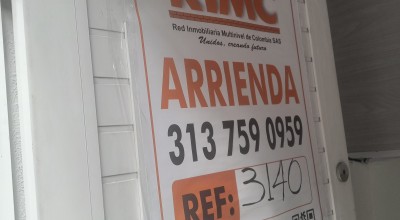 RIMC
Red Inmobiliaria Multinivel de Colombia SAS
Unidos, creando futuro
ARRIENDA
313 759 0959
REF: 3140